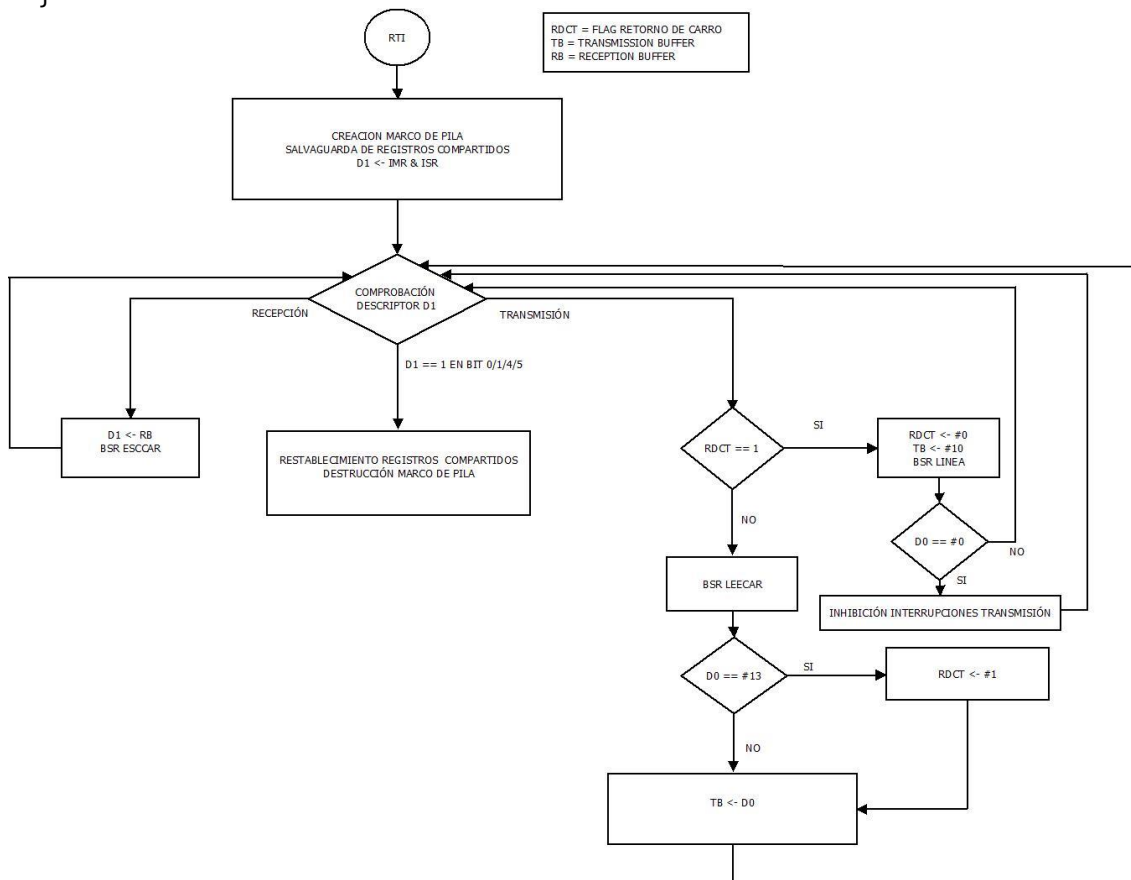 RTI
RDCT = FLAG RETORNO DE CARRO
TB = TRANSMISSION BUFFER
RB = RECEPTION BUFFER
CREACION MARCO DE PILA
SALVAGUARDA DE REGISTROS COMPARTIDOS
D1 <- IMR & ISR
COMPROBACIÓN
DESCRIPTOR D1
RECEPCIÓN
TRANSMISIÓN
D1 == 1 EN BIT 0/1/4/5
D1 <- RB
BSR ESCCAR
RESTABLECIMIENTO REGISTROS COMPARTIDOS
DESTRUCCIÓN MARCO DE PILA
RDCT == 1
SI
RDCT <- #0
TB <- #10
BSR LINEA
NO
D0 == #0
NO
SI
BSR LEECAR
INHIBICIÓN INTERRUPCIONES TRANSMISIÓN
D0 == #13
SI
RDCT <- #1
NO
TB <- D0